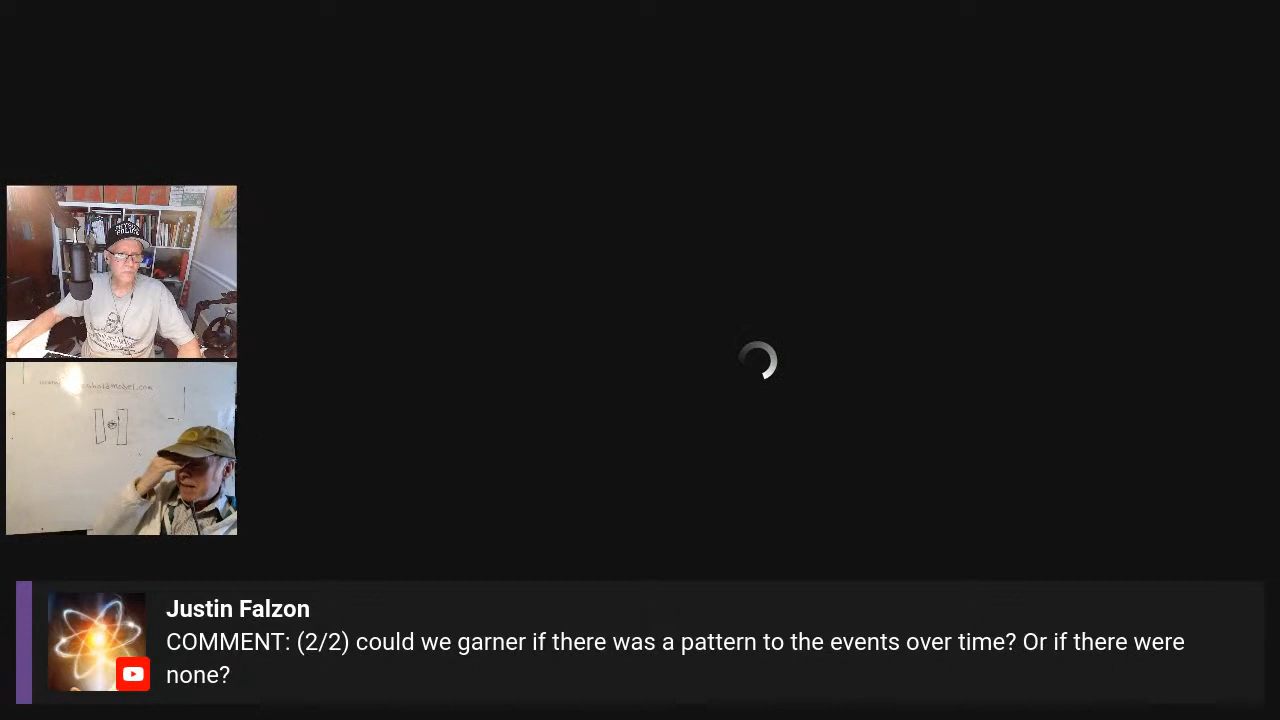 Justin Falzon
COMMENT: (2/2) could we garner if there was a pattern to the events over time? Or if there were
none?